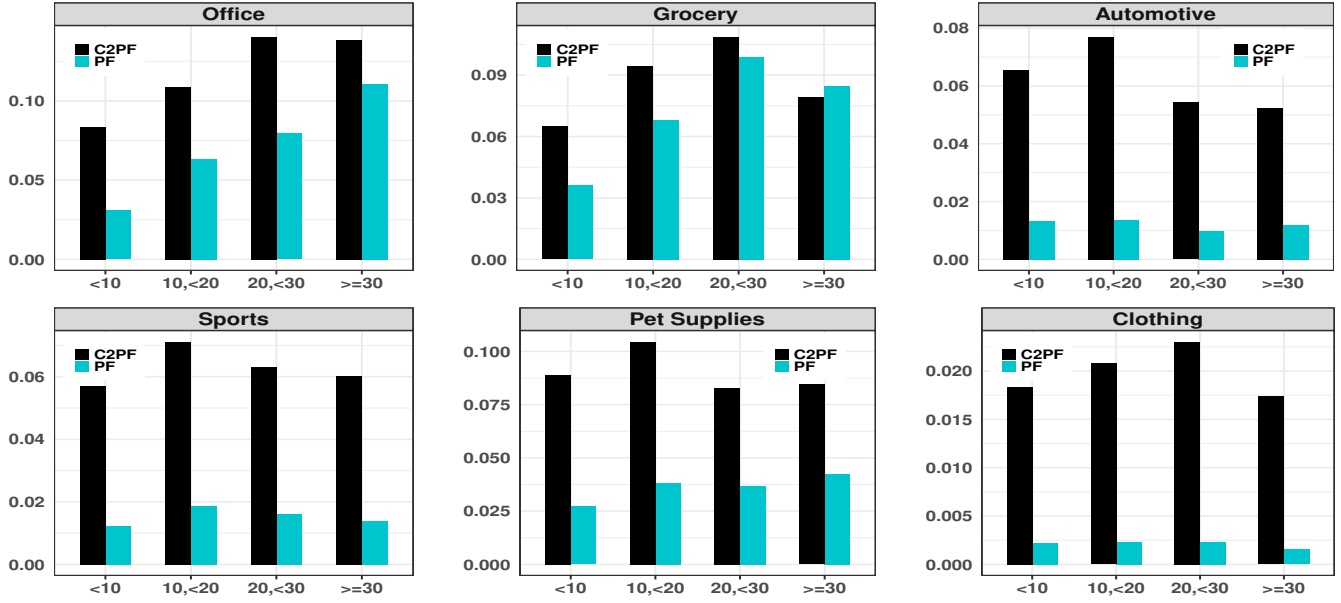 Office
C2PF
PF
0.10
0.05
0.00
<10
10,<20
20,<30
>=30
Grocery
C2PF
PF
0.09
0.06
0.03
0.00
<10
10,<20
20,<30
>=30
Automotive
C2PF
PF
0.08
0.06
0.04
0.02
0.00
<10
10,<20
20,<30
>=30
Sports
C2PF
PF
0.06
0.04
0.02
0.00
<10
10,<20
20,<30
>=30
Pet Supplies
C2PF
PF
0.100
0.075
0.050
0.025
0.000
<10
10,<20
20,<30
>=30
Clothing
C2PF
PF
0.020
0.015
0.010
0.005
0.000
<10
10,<20
20,<30
>=30